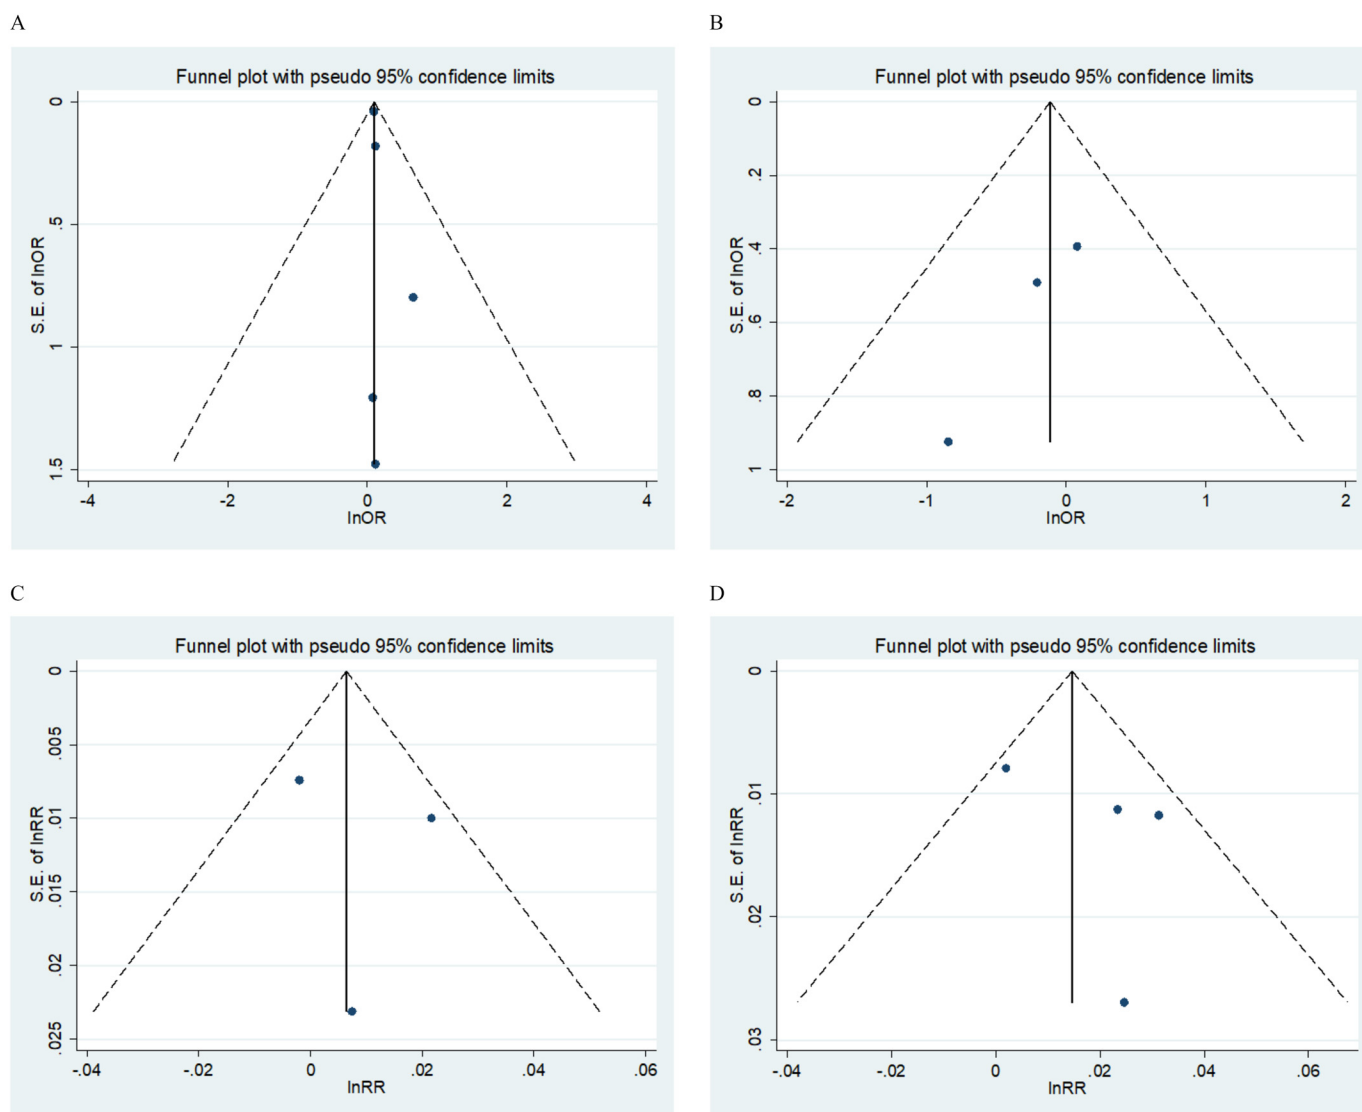 A
Funnel plot with pseudo 95% confidence limits
S.E. of lnOR
0
.5
1
1.5
-4 -2 0 2 4
lnOR
B
Funnel plot with pseudo 95% confidence limits
S.E. of lnOR
0
.2
.4
.6
.8
1
-2 -1 0 1 2
lnOR
C
Funnel plot with pseudo 95% confidence limits
S.E. of lnRR
0
.005
.01
.015
.02
.025
-.04 -.02 0 .02 .04 .06
lnRR
D
Funnel plot with pseudo 95% confidence limits
S.E. of lnRR
0
.01
.02
.03
-.04 -.02 0 .02 .04 .06
lnRR